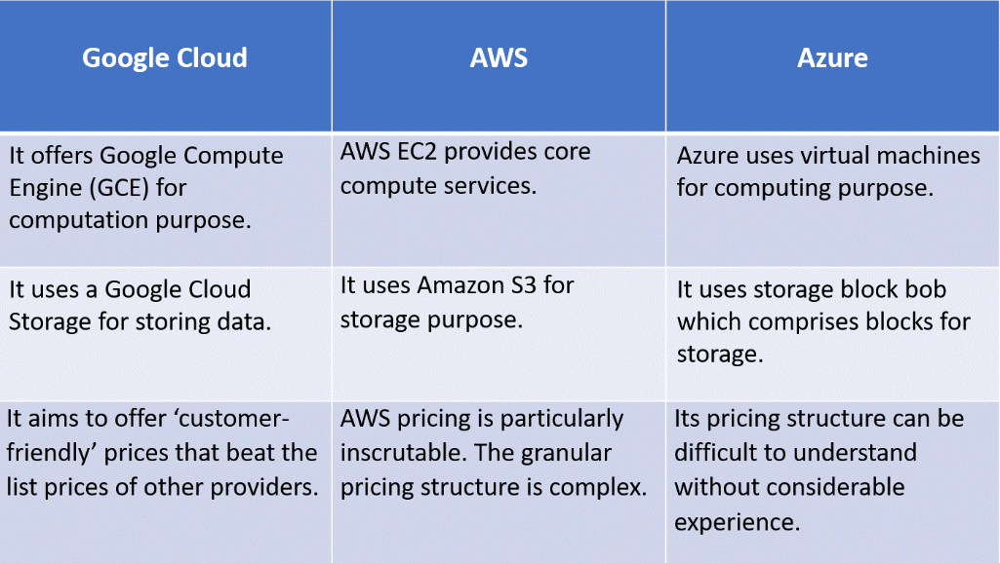 Google Cloud
AWS
Azure
It offers Google Compute
Engine (GCE) for
computation purpose.
AWS EC2 provides core
compute services.
Azure uses virtual machines
for computing purpose.
It uses a Google Cloud
Storage for storing data.
It uses Amazon S3 for
storage purpose.
It uses storage block bob
which comprises blocks for
storage.
It aims to offer ‘customer-
friendly’ prices that beat the
list prices of other providers.
AWS pricing is particularly
inscrutable. The granular
pricing structure is complex.
Its pricing structure can be
difficult to understand
without considerable
experience.